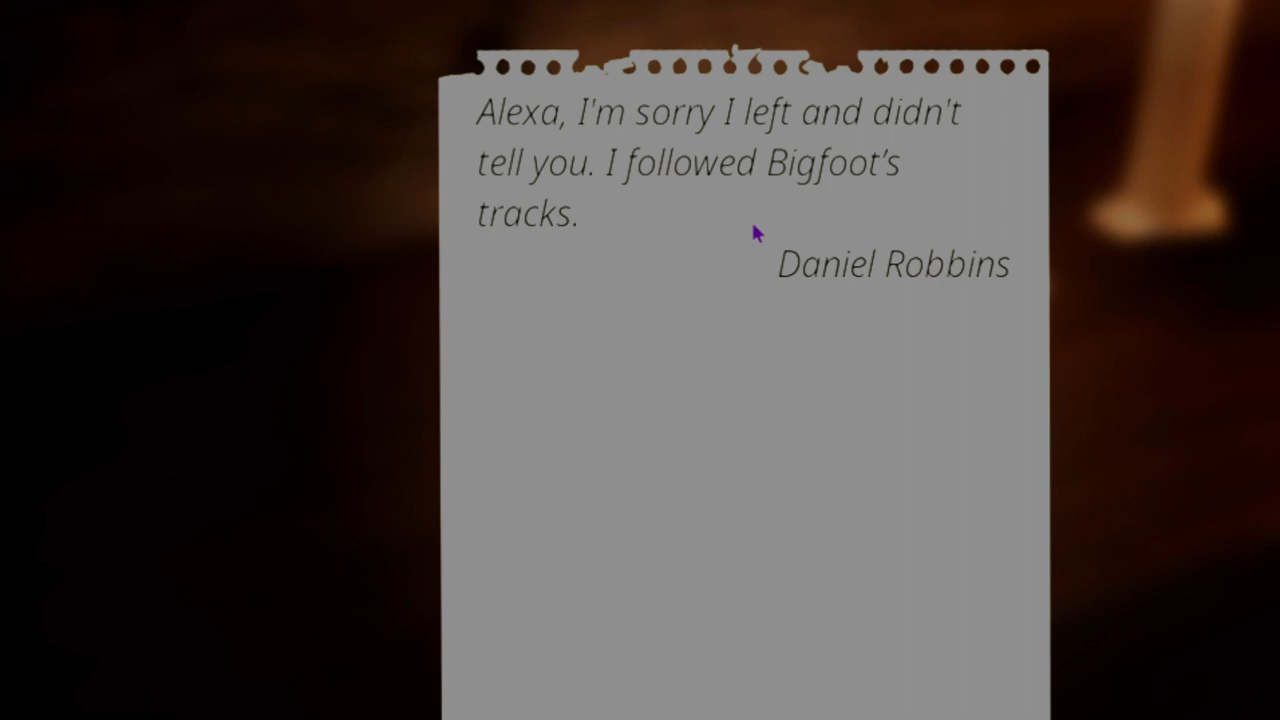 Alexa, I'm sorry I left and didn't
tell you. I followed Bigfoot's
tracks.
Daniel Robbins